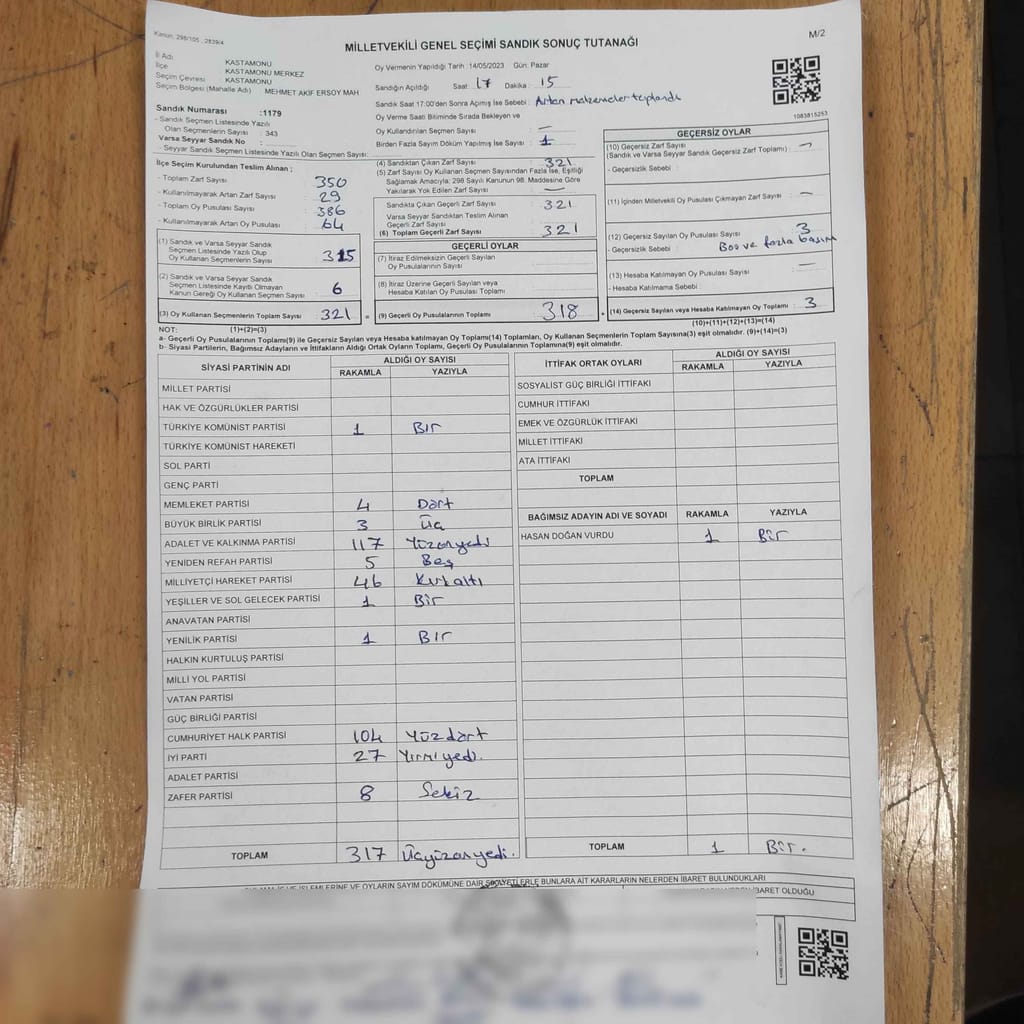 Kanun, 298/105 , 2839/4
MİLLETVEKİLİ GENEL SEÇİMİ SANDIK SONUÇ TUTANAĞI
M/2
İl Adı KASTAMONU
İlçe KASTAMONU MERKEZ
Seçim Çevresi KASTAMONU
Seçim Bölgesi (Mahalle Adı) MEHMET AKİF ERSOY MAH
Oy Vermenin Yapıldığı Tarih :14/05/2023 Gün: Pazar
Sandığın Açıldığı Saat : 17 Dakika : 15
Sandık Saat 17:00'den Sonra Açımış İse Sebebi : Artan malzemeler toplandı
Oy Verme Saati Bitiminde Sırada Bekleyen ve
Oy Kullandırılan Seçmen Sayısı : —
Birden Fazla Sayım Döküm Yapılmış İse Sayısı : 1
1083815253
Sandık Numarası :1179
- Sandık Seçmen Listesinde Yazılı
Olan Seçmenlerin Sayısı : 343
Varsa Seyyar Sandık No :
- Seyyar Sandık Seçmen Listesinde Yazılı Olan Seçmen Sayısı:
İlçe Seçim Kurulundan Teslim Alınan ;
- Toplam Zarf Sayısı : 350
- Kullanılmayarak Artan Zarf Sayısı : 29
- Toplam Oy Pusulası Sayısı : 386
- Kullanılmayarak Artan Oy Pusulası : 64
(1) Sandık ve Varsa Seyyar Sandık
Seçmen Listesinde Yazılı Olup
Oy Kullanan Seçmenlerin Sayısı : 315
(2) Sandık ve Varsa Seyyar Sandık
Seçmen Listesinde Kayıtlı Olmayan
Kanun Gereği Oy Kullanan Seçmen Sayısı : 6
(3) Oy Kullanan Seçmenlerin Toplam Sayısı : 321 =
(1)+(2)=(3)
(4) Sandıktan Çıkan Zarf Sayısı : 321
(5) Zarf Sayısı Oy Kullanan Seçmen Sayısından Fazla İse, Eşitliği
Sağlamak Amacıyla; 298 Sayılı Kanunun 98. Maddesine Göre
Yakılarak Yok Edilen Zarf Sayısı : —
Sandıkta Çıkan Geçerli Zarf Sayısı : 321
Varsa Seyyar Sandıktan Teslim Alınan
Geçerli Zarf Sayısı :
(6) Toplam Geçerli Zarf Sayısı : 321
GEÇERLİ OYLAR
(7) İtiraz Edilmeksizin Geçerli Sayılan
Oy Pusulalarının Sayısı :
(8) İtiraz Üzerine Geçerli Sayılan veya
Hesaba Katılan Oy Pusulası Toplamı :
(9) Geçerli Oy Pusulalarının Toplamı : 318 +
GEÇERSİZ OYLAR
(10) Geçersiz Zarf Sayısı
(Sandık ve Varsa Seyyar Sandık Geçersiz Zarf Toplamı) : —
- Geçersizlik Sebebi :
(11) İçinden Milletvekili Oy Pusulası Çıkmayan Zarf Sayısı : —
(12) Geçersiz Sayılan Oy Pusulası Sayısı : 3
- Geçersizlik Sebebi : Boş ve fazla basım
(13) Hesaba Katılmayan Oy Pusulası Sayısı : —
- Hesaba Katılmama Sebebi :
(14) Geçersiz Sayılan veya Hesaba Katılmayan Oy Toplamı : 3
(10)+(11)+(12)+(13)=(14)
NOT:
a- Geçerli Oy Pusulalarının Toplamı(9) ile Geçersiz Sayılan veya Hesaba katılmayan Oy Toplamı(14) Toplamları, Oy Kullanan Seçmenlerin Toplam Sayısına(3) eşit olmalıdır. (9)+(14)=(3)
b- Siyasi Partilerin, Bağımsız Adayların ve İttifakların Aldığı Ortak Oyların Toplamı, Geçerli Oy Pusulalarının Toplamına(9) eşit olmalıdır.
SİYASİ PARTİNİN ADI ALDIĞI OY SAYISI
RAKAMLA YAZIYLA
MİLLET PARTİSİ
HAK VE ÖZGÜRLÜKLER PARTİSİ
TÜRKİYE KOMÜNİST PARTİSİ 1 Bir
TÜRKİYE KOMÜNİST HAREKETİ
SOL PARTİ
GENÇ PARTİ
MEMLEKET PARTİSİ 4 Dört
BÜYÜK BİRLİK PARTİSİ 3 Üç
ADALET VE KALKINMA PARTİSİ 117 Yüzonyedi
YENİDEN REFAH PARTİSİ 5 Beş
MİLLİYETÇİ HAREKET PARTİSİ 46 Kırkaltı
YEŞİLLER VE SOL GELECEK PARTİSİ 1 Bir
ANAVATAN PARTİSİ
YENİLİK PARTİSİ 1 Bir
HALKIN KURTULUŞ PARTİSİ
MİLLİ YOL PARTİSİ
VATAN PARTİSİ
GÜÇ BİRLİĞİ PARTİSİ
CUMHURİYET HALK PARTİSİ 104 Yüzdört
İYİ PARTİ 27 Yirmiyedi.
ADALET PARTİSİ
ZAFER PARTİSİ 8 Sekiz
TOPLAM 317 Üçyüzonyedi.
İTTİFAK ORTAK OYLARI ALDIĞI OY SAYISI
RAKAMLA YAZIYLA
SOSYALİST GÜÇ BİRLİĞİ İTTİFAKI
CUMHUR İTTİFAKI
EMEK VE ÖZGÜRLÜK İTTİFAKI
MİLLET İTTİFAKI
ATA İTTİFAKI
TOPLAM
BAĞIMSIZ ADAYIN ADI VE SOYADI RAKAMLA YAZIYLA
HASAN DOĞAN VURDU 1 Bir
TOPLAM 1 Bir.
İŞLEMLERİNE VE OYLARIN SAYIM DÖKÜMÜNE DAİR ŞİKAYETLERLE BUNLARA AİT KARARLARIN NELERDEN İBARET BULUNDUKLARI
İBARET OLDUĞU